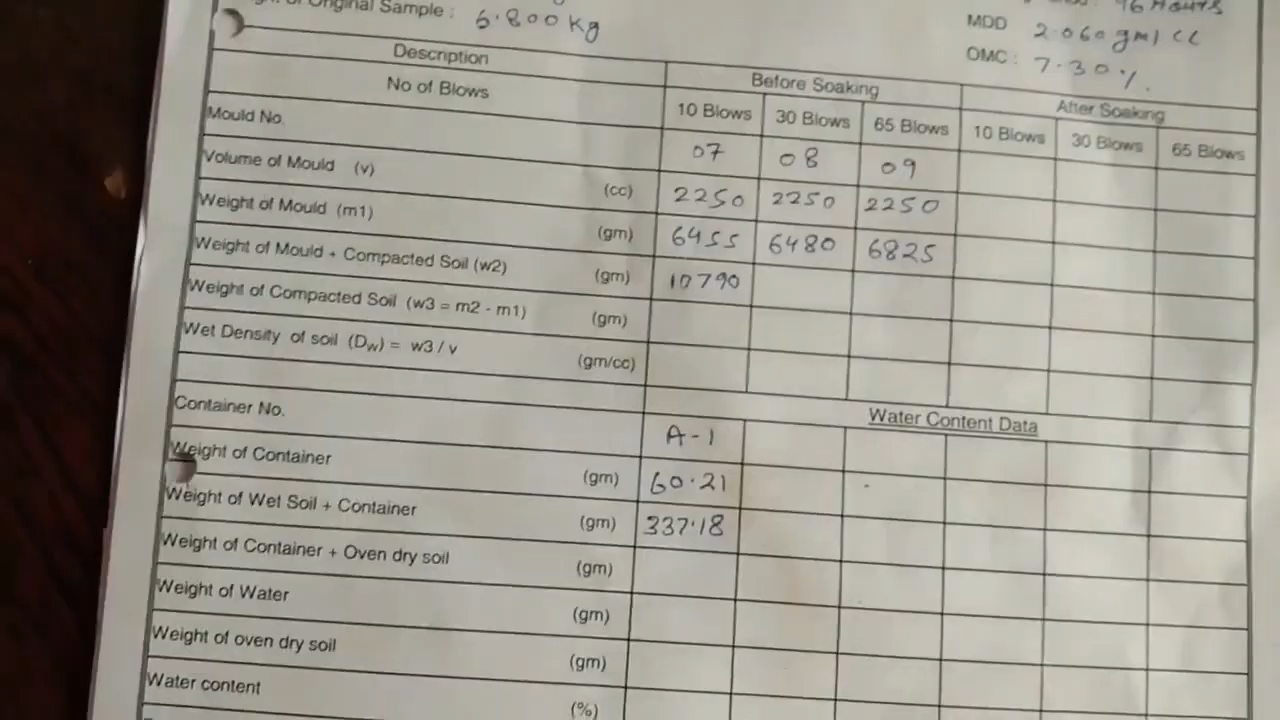 Original Sample : 6.800 Kg
MDD 2.060 gm/cc
OMC : 7.30 %.
Description Before Soaking After Soaking
No of Blows 10 Blows 30 Blows 65 Blows 10 Blows 30 Blows 65 Blows
Mould No. 07 08 09
Volume of Mould (v) (cc) 2250 2250 2250
Weight of Mould (m1) (gm) 6455 6480 6825
Weight of Mould + Compacted Soil (w2) (gm) 10790
Weight of Compacted Soil (w3 = m2 - m1) (gm)
Wet Density of soil (Dw) = w3 / v (gm/cc)
Water Content Data
Container No. A-1
Weight of Container (gm) 60.21
Weight of Wet Soil + Container (gm) 337.18
Weight of Container + Oven dry soil (gm)
Weight of Water (gm)
Weight of oven dry soil (gm)
Water content (%)